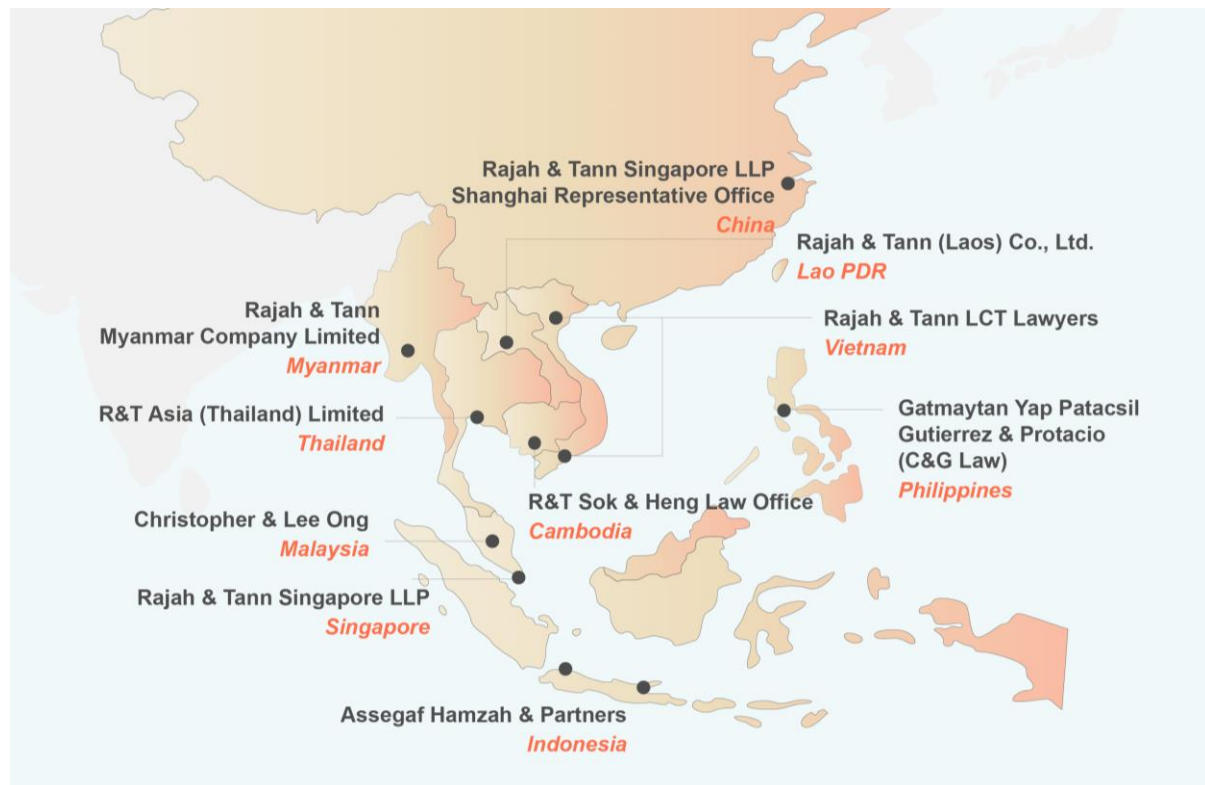 Rajah & Tann Singapore LLP
Shanghai Representative Office
China
Rajah & Tann (Laos) Co., Ltd.
Lao PDR
Rajah & Tann
Myanmar Company Limited
Myanmar
Rajah & Tann LCT Lawyers
Vietnam
R&T Asia (Thailand) Limited
Thailand
Gatmaytan Yap Patacsil
Gutierrez & Protacio
(C&G Law)
Philippines
R&T Sok & Heng Law Office
Cambodia
Christopher & Lee Ong
Malaysia
Rajah & Tann Singapore LLP
Singapore
Assegaf Hamzah & Partners
Indonesia